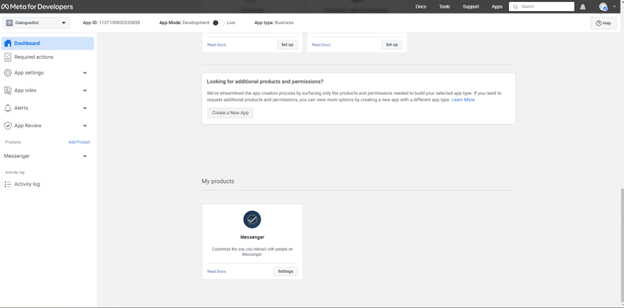 Meta for Developers
Docs Tools Support Apps Search
DialogueBot
App Mode: Development Live App type: Business
Help
Dashboard
Required actions
App settings
App roles
Alerts
App Review
Products Add Product
Messenger
Activity log
Activity log
Read Docs Set up Read Docs Set up
Looking for additional products and permissions?
We've streamlined the app creation process by surfacing only the products and permissions needed to build your selected app type. If you need to
request additional products and permissions, you can view more options by creating a new app with a different app type. Learn More
Create a New App
My products
Messenger
Customize the way you interact with people on
Messenger
Read Docs Settings